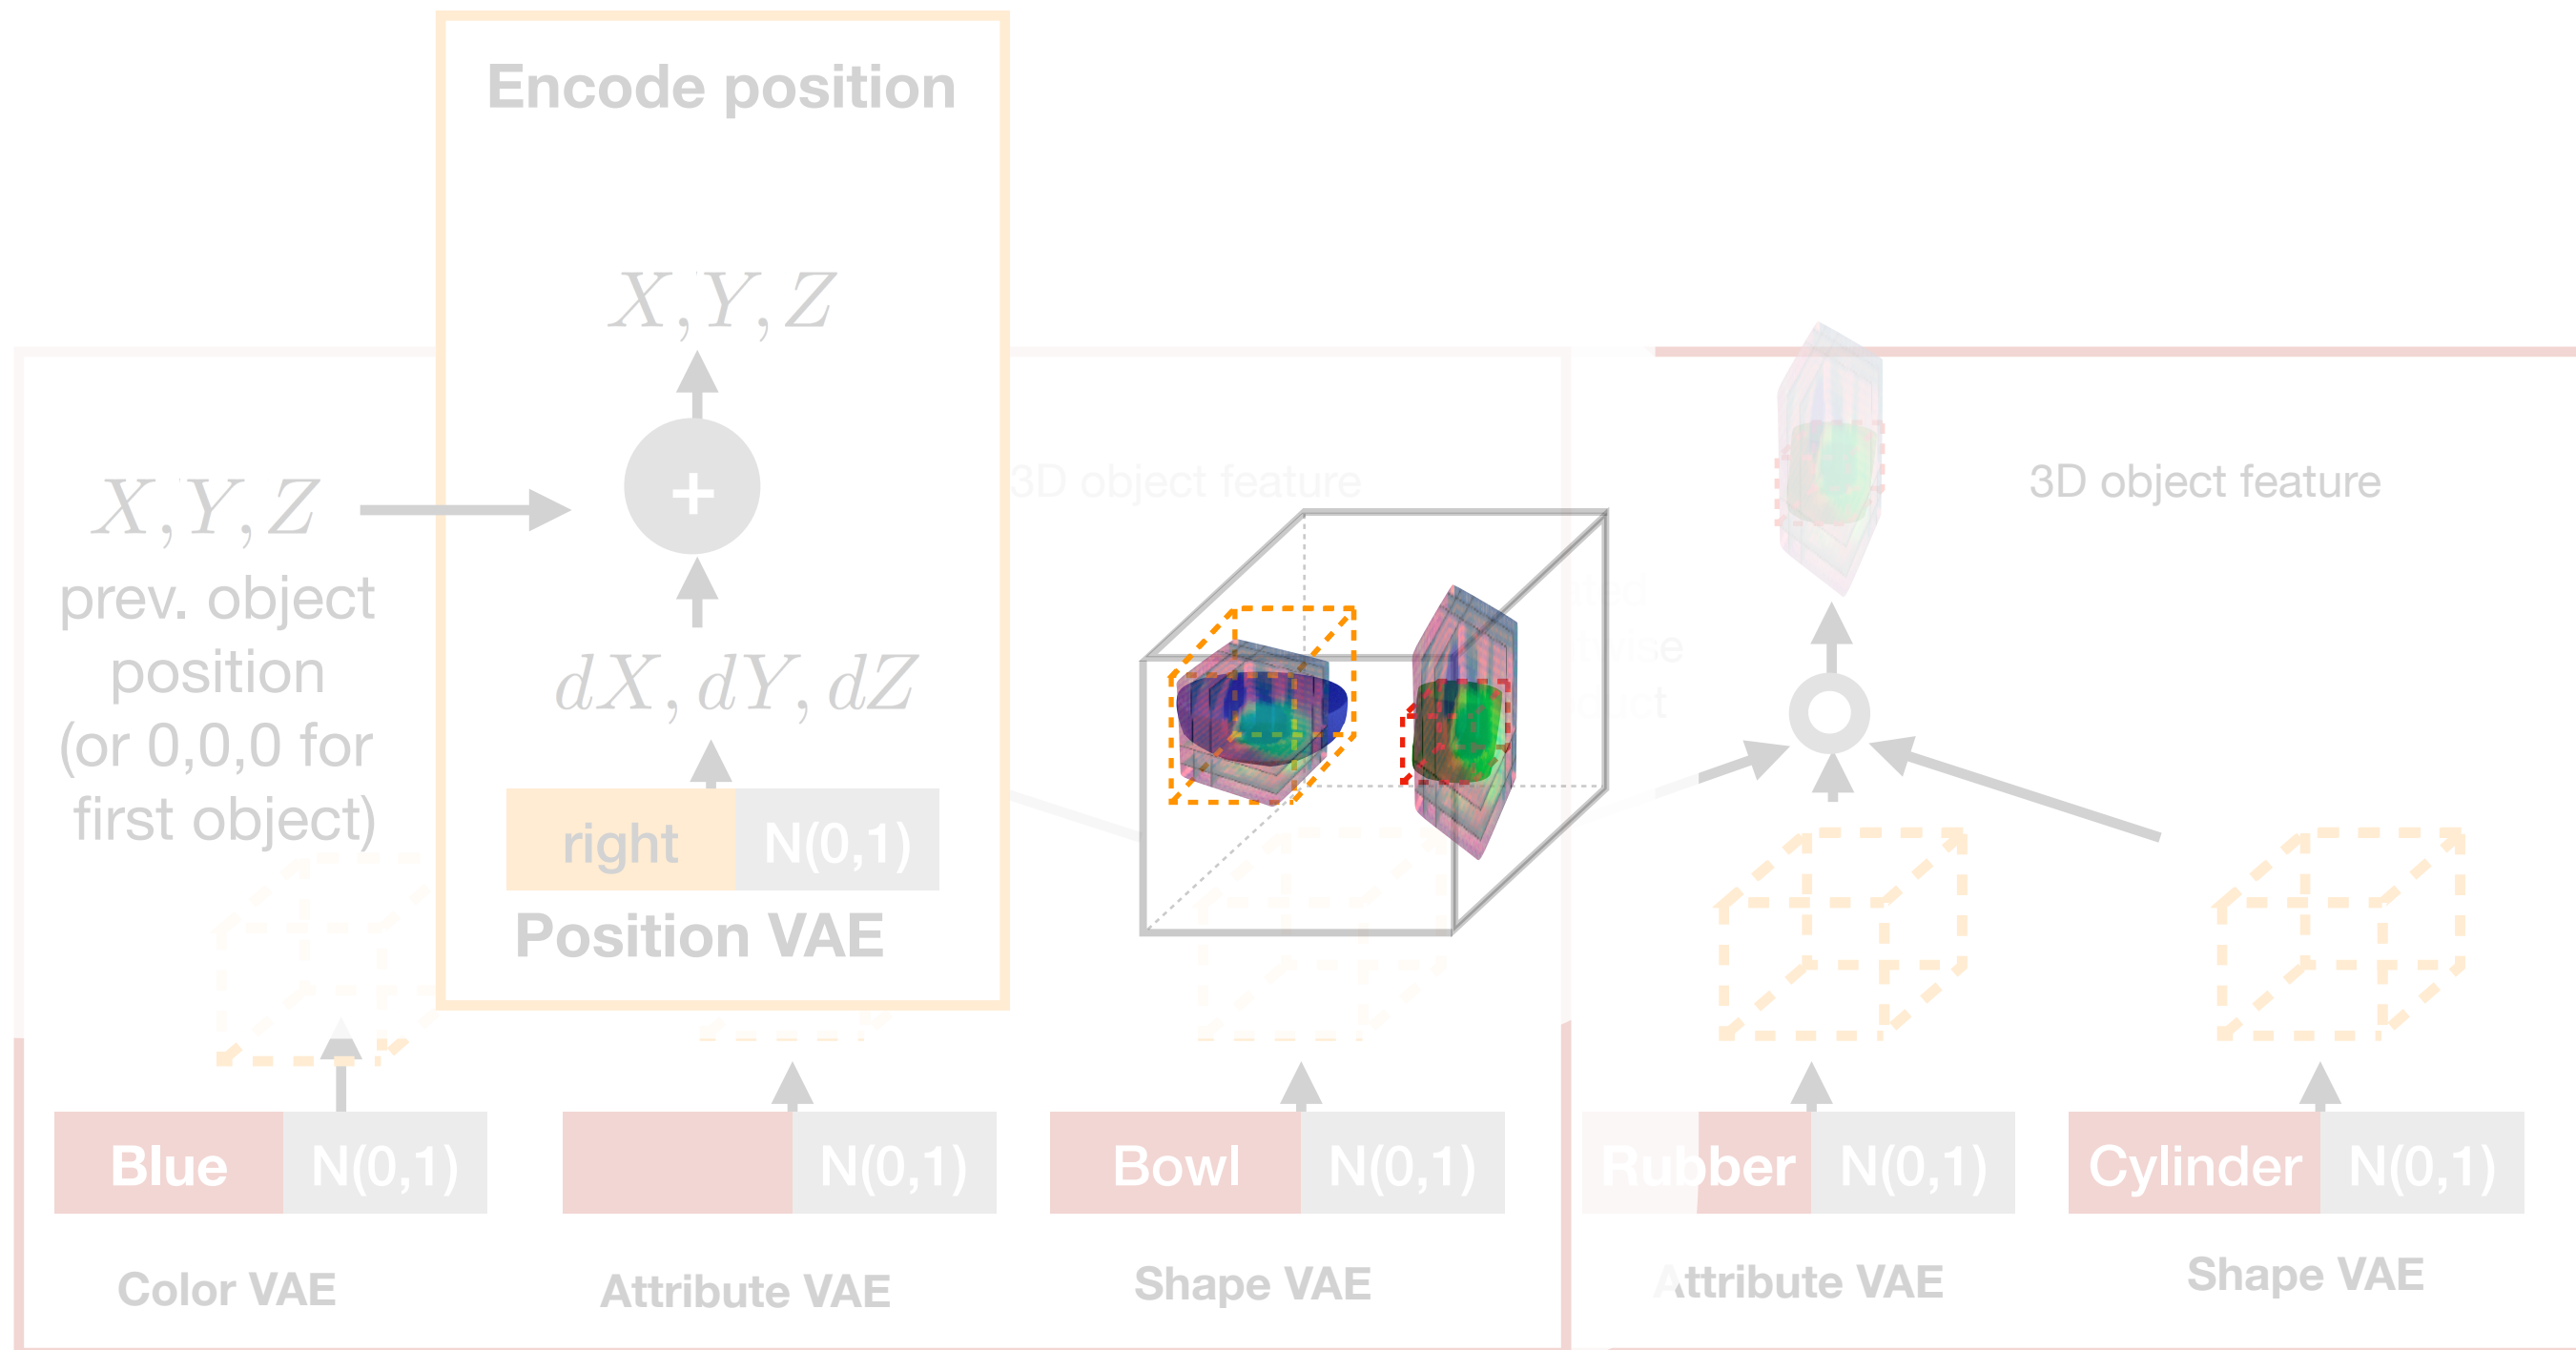 Encode position
X, Y, Z
X, Y, Z
prev. object
position
(or 0,0,0 for
first object)
+
dX, dY, dZ
right N(0,1)
Position VAE
3D object feature
3D object feature
Blue N(0,1)
Color VAE
N(0,1)
Attribute VAE
Bowl N(0,1)
Shape VAE
Rubber N(0,1)
Attribute VAE
Cylinder N(0,1)
Shape VAE